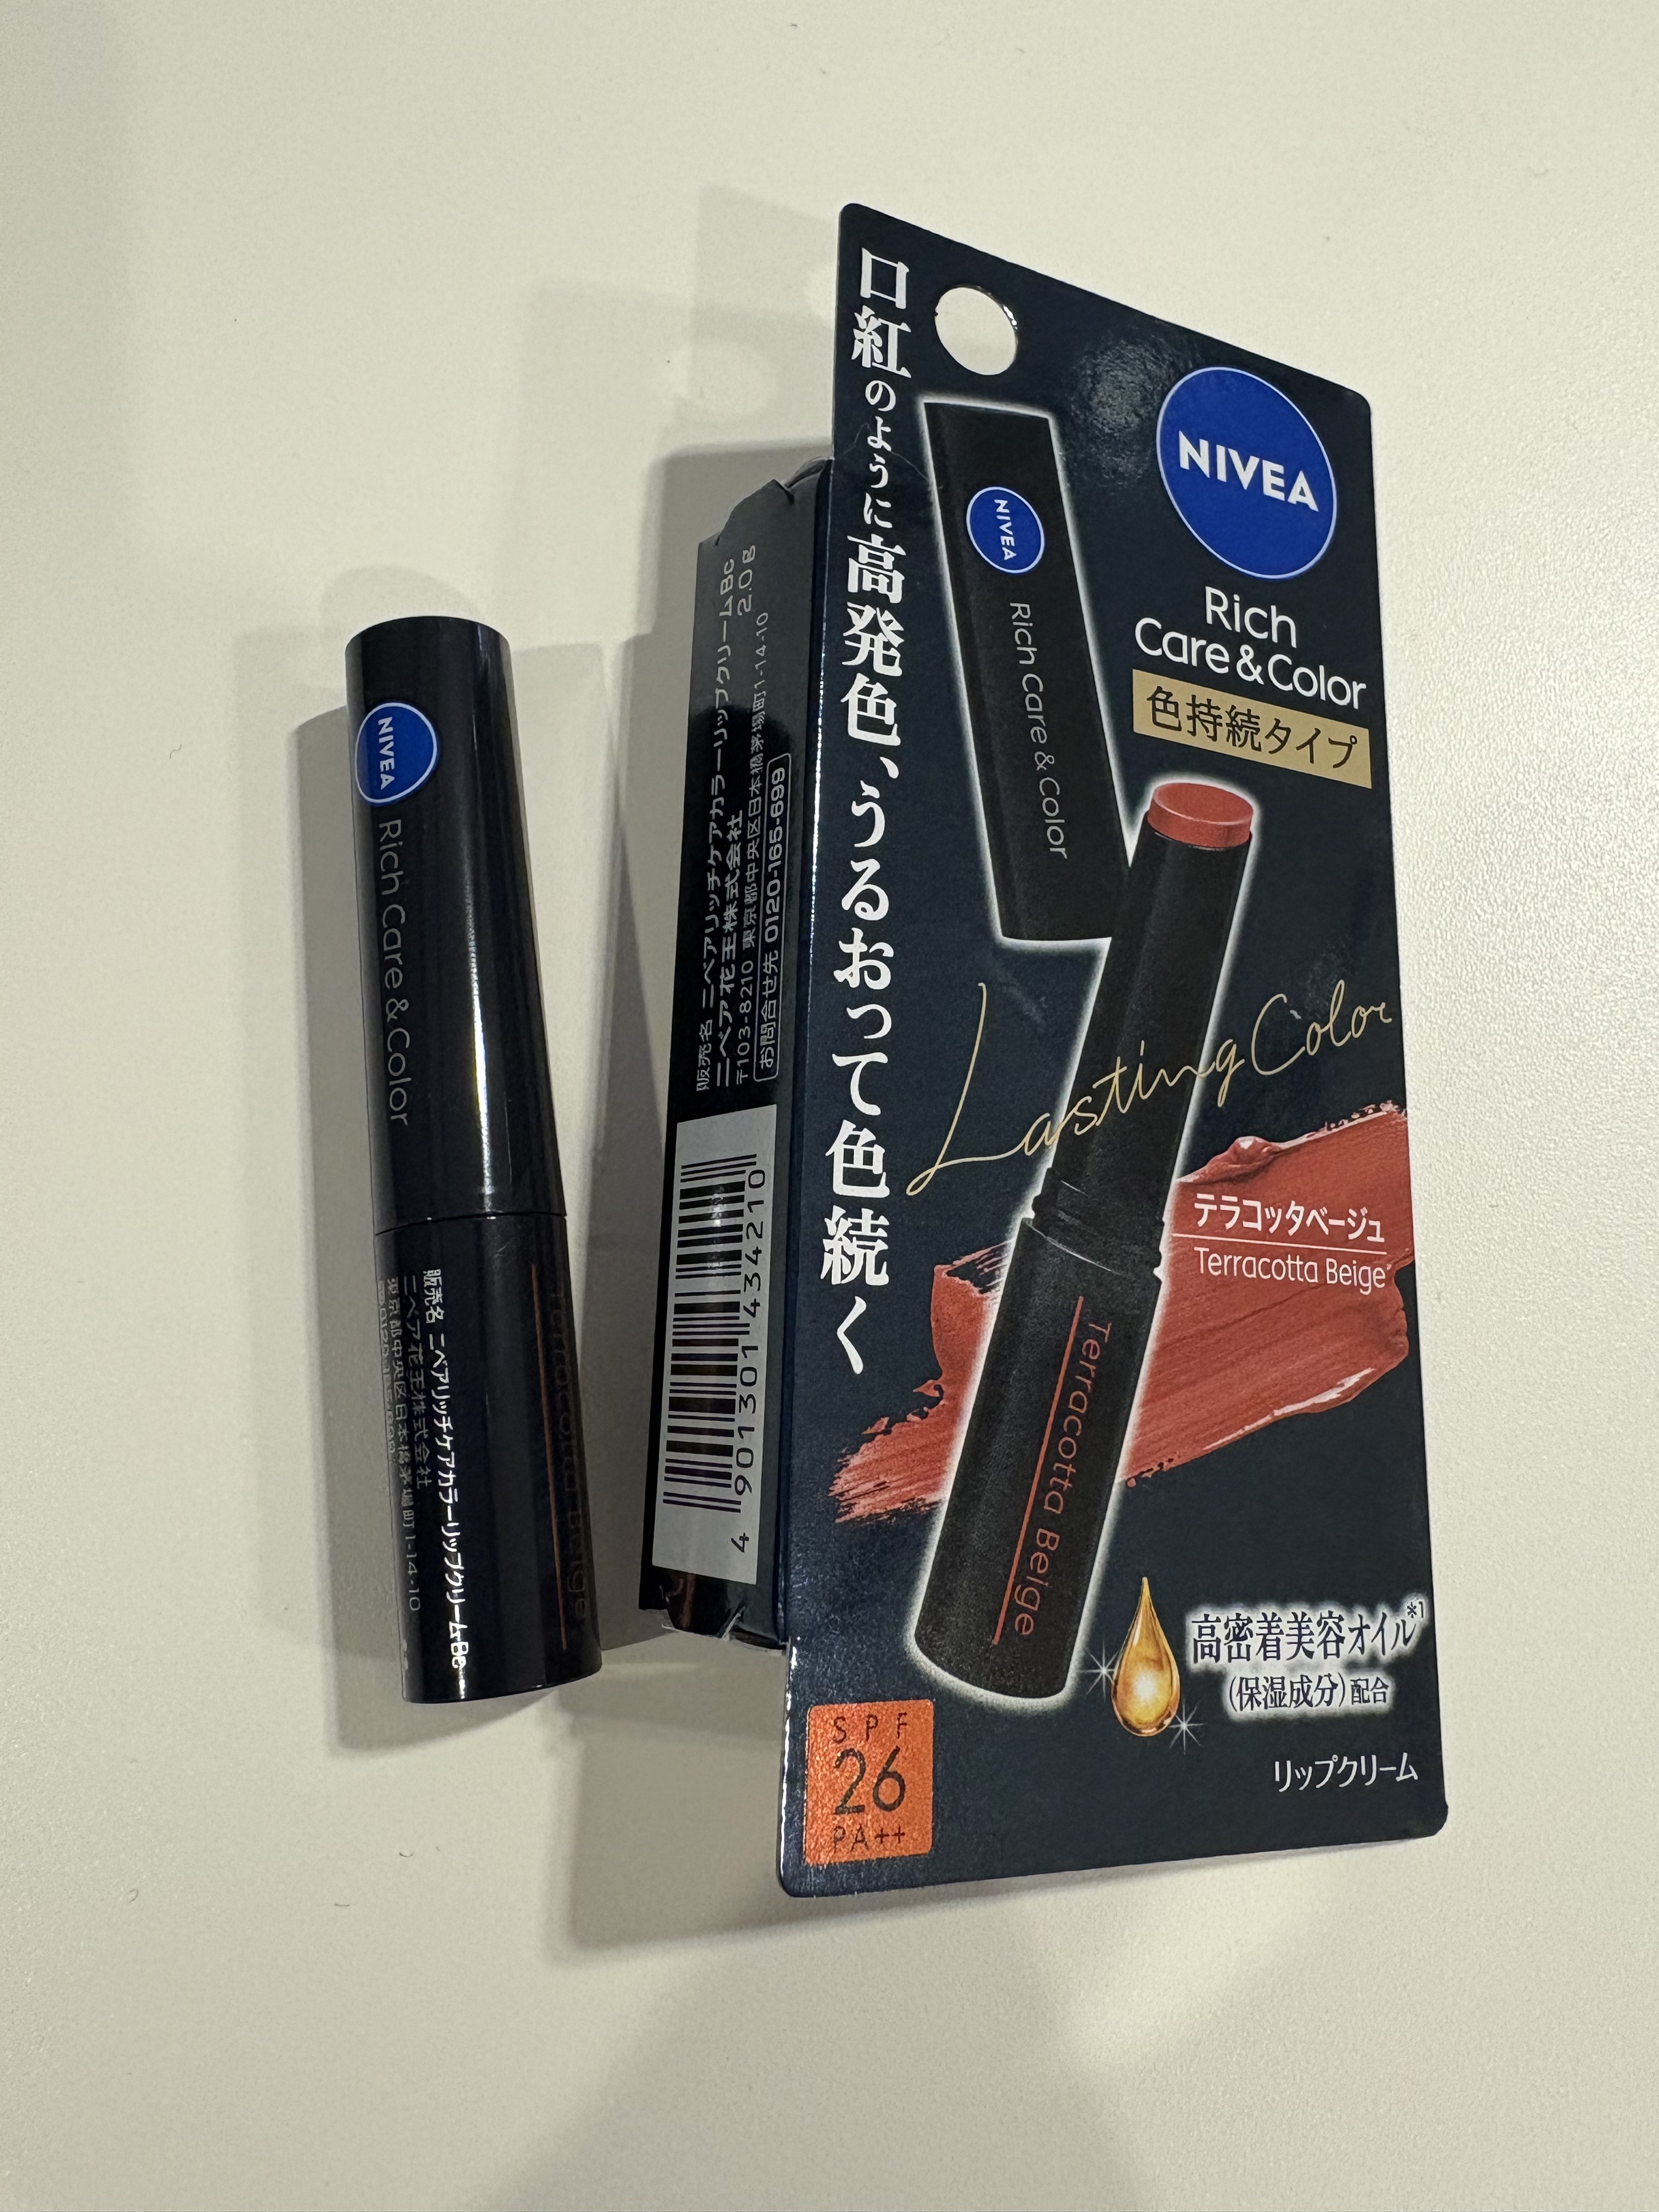 口紅のように高発色、うるおって色続く
NIVEA
Rich
Care & Color
色持続タイプ
NIVEA
Rich Care & Color
Lasting Color
テラコッタベージュ
Terracotta Beige
Terracotta Beige
高密着美容オイル*1
(保湿成分)配合
リップクリーム
SPF
26
PA++
販売名 ニベアリッチケアカラーリップクリームBc
2.0g
ニベア花王株式会社
〒103-8210 東京都中央区日本橋茅場町1-14-10
お問合せ先 0120-165-699
4 901301 434210
NIVEA
Rich Care & Color
Terracotta Beige
販売名 ニベアリッチケアカラーリップクリームBc
ニベア花王株式会社
東京都中央区日本橋茅場町1-14-10